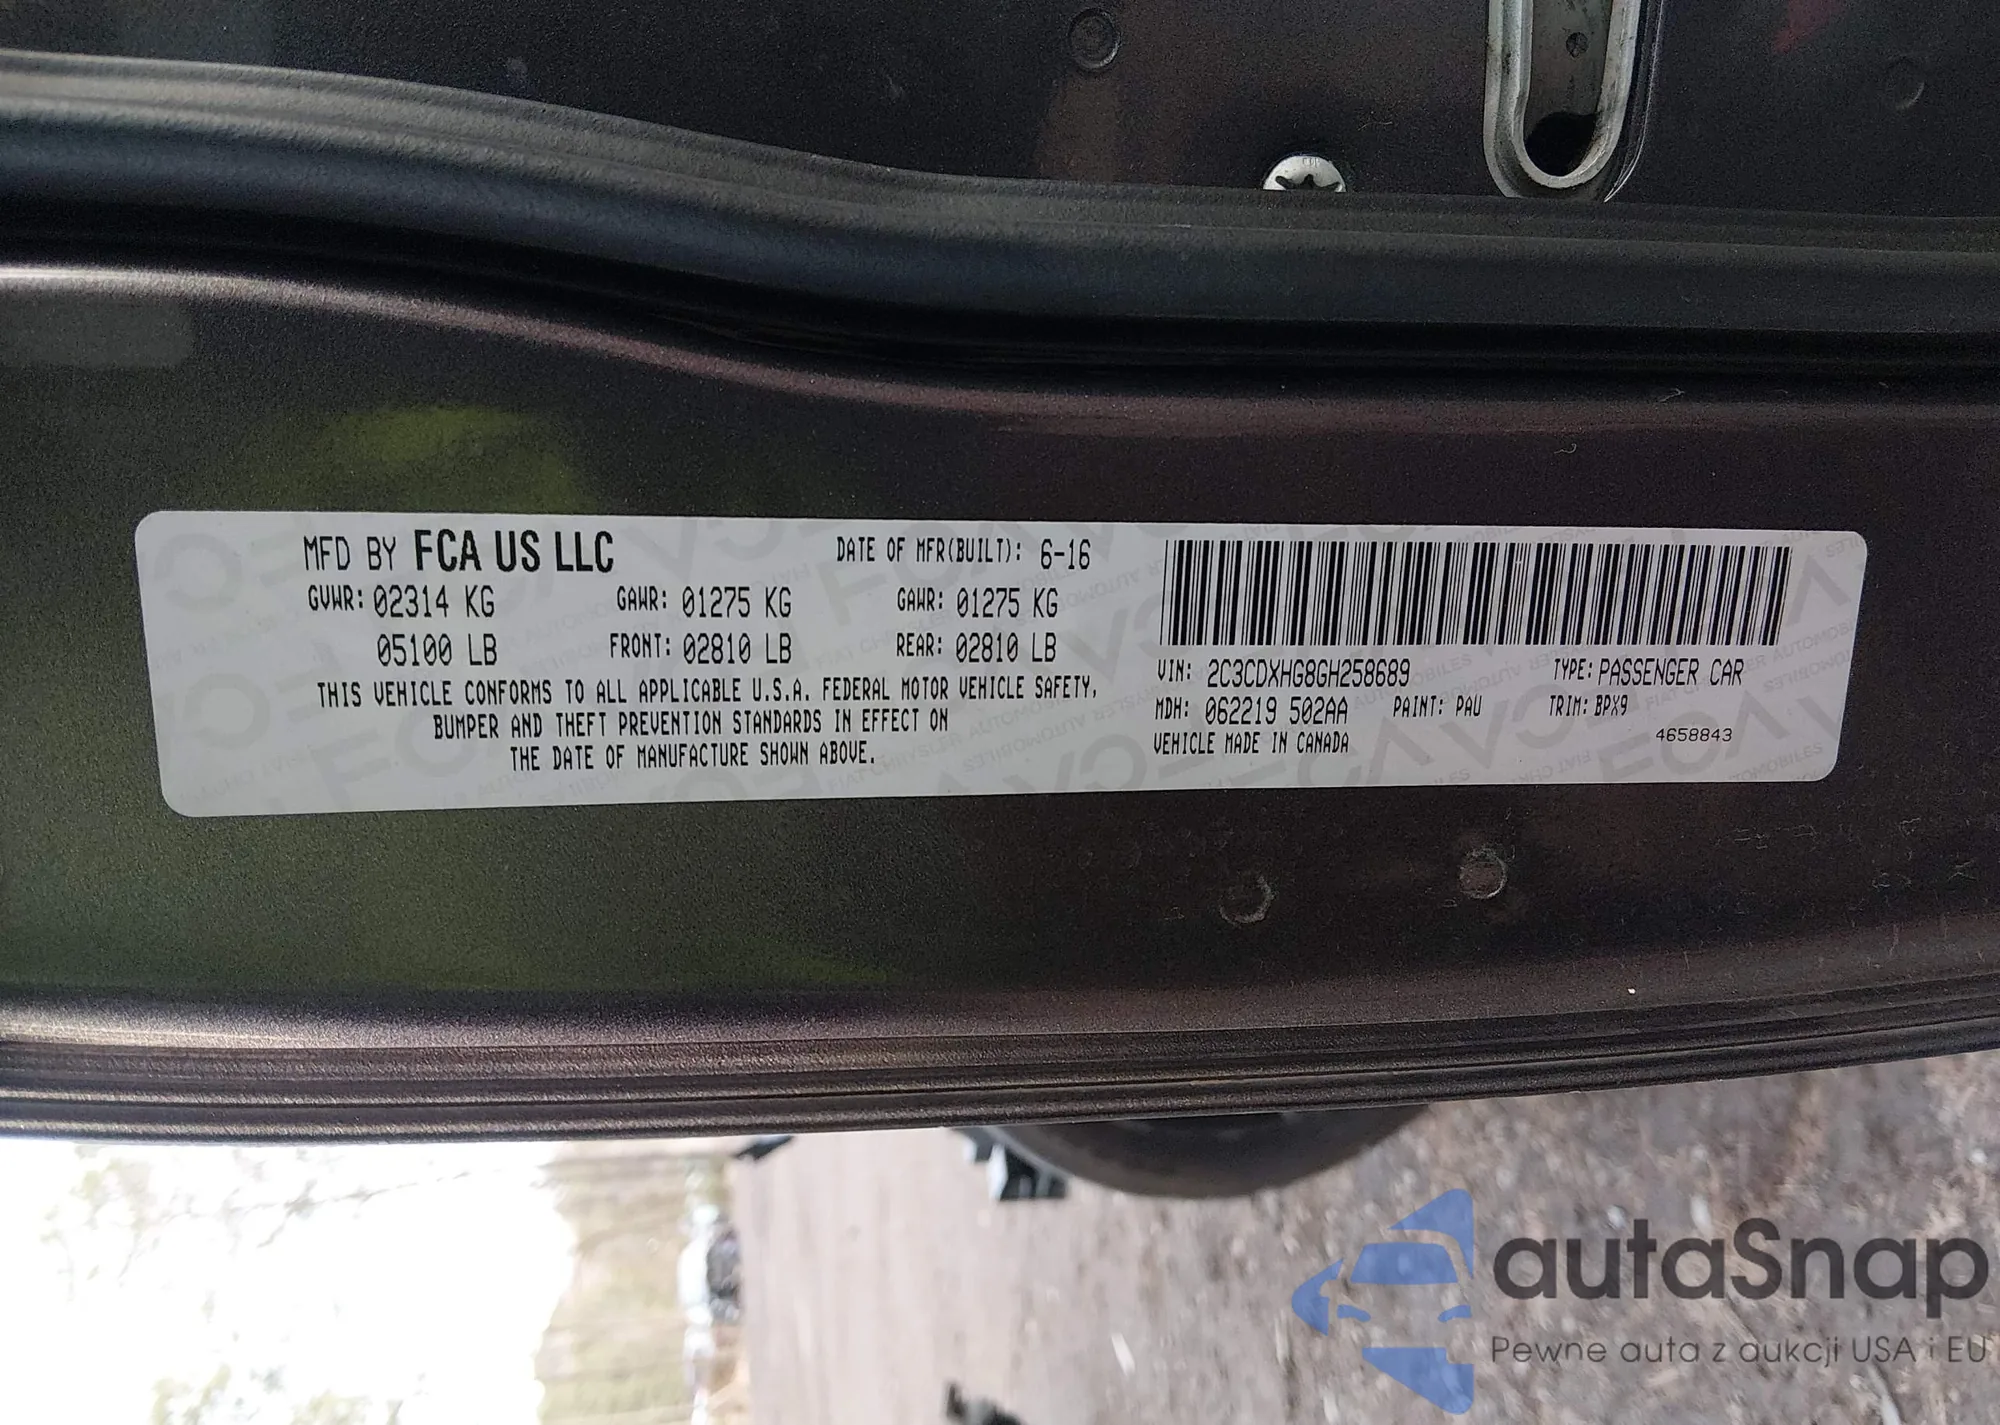 MFD BY FCA US LLC
DATE OF MFR(BUILT): 6-16
GVWR: 02314 KG GAWR: 01275 KG GAWR: 01275 KG
05100 LB FRONT: 02810 LB REAR: 02810 LB
THIS VEHICLE CONFORMS TO ALL APPLICABLE U.S.A. FEDERAL MOTOR VEHICLE SAFETY,
BUMPER AND THEFT PREVENTION STANDARDS IN EFFECT ON
THE DATE OF MANUFACTURE SHOWN ABOVE.
VIN: 2C3CDXHG8GH258689 TYPE: PASSENGER CAR
MDH: 062219 502AA PAINT: PAU TRIM: BPX9
VEHICLE MADE IN CANADA 4658843
autaSnap
Pewne auta z aukcji USA i EU